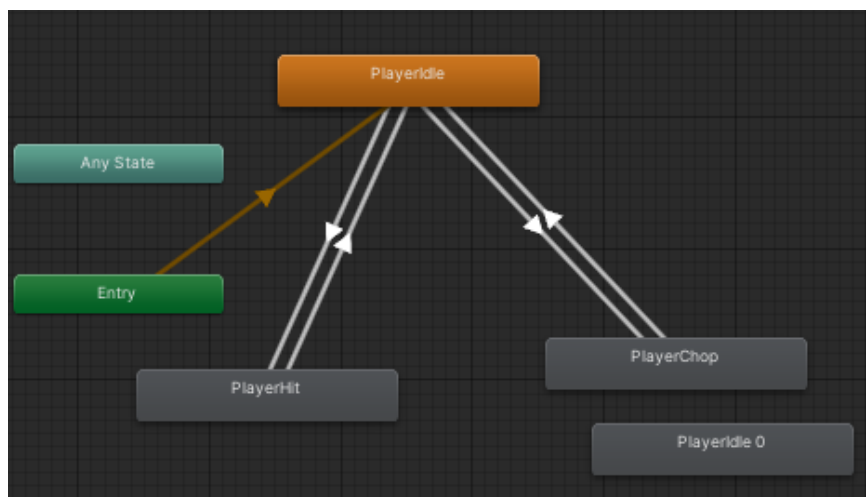 PlayerIdle
Any State
Entry
PlayerChop
PlayerHit
PlayerIdle 0